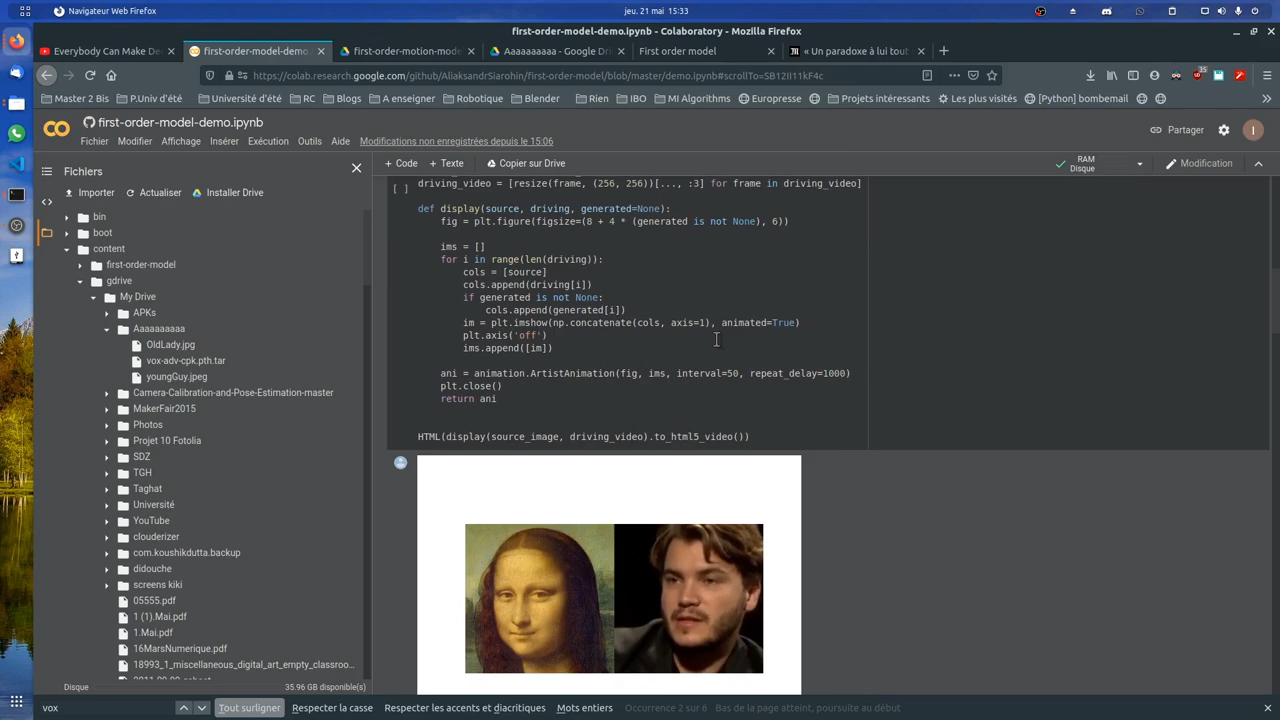 Navigateur Web Firefox
jeu. 21 mai 15:33
first-order-model-demo.ipynb - Colaboratory - Mozilla Firefox
Everybody Can Make De
first-order-model-demo.
first-order-motion-mode
Aaaaaaaaaa - Google Dri
First order model
« Un paradoxe à lui tout
https://colab.research.google.com/github/AliaksandrSiarohin/first-order-model/blob/master/demo.ipynb#scrollTo=SB12II11kF4c
35
Master 2 Bis
P.Univ d'été
Université d'été
RC
Blogs
A enseigner
Robotique
Blender
Rien
IBO
MI Algorithms
Europresse
Projets intéressants
Les plus visités
[Python] bombemail
first-order-model-demo.ipynb
Partager
I
Fichier
Modifier
Affichage
Insérer
Exécution
Outils
Aide
Modifications non enregistrées depuis le 15:06
Fichiers
+ Code
+ Texte
Copier sur Drive
RAM
Disque
Modification
Importer
Actualiser
Installer Drive
bin
boot
content
first-order-model
gdrive
My Drive
APKs
Aaaaaaaaaa
OldLady.jpg
vox-adv-cpk.pth.tar
youngGuy.jpeg
Camera-Calibration-and-Pose-Estimation-master
MakerFair2015
Photos
Projet 10 Fotolia
SDZ
TGH
Taghat
Université
YouTube
clouderizer
com.koushikdutta.backup
didouche
screens kiki
05555.pdf
1 (1).Mai.pdf
1.Mai.pdf
16MarsNumerique.pdf
18993_1_miscellaneous_digital_art_empty_classroo...
Disque
35.96 GB disponible(s)
[ ]
driving_video = [resize(frame, (256, 256))[..., :3] for frame in driving_video]
def display(source, driving, generated=None):
fig = plt.figure(figsize=(8 + 4 * (generated is not None), 6))
ims = []
for i in range(len(driving)):
cols = [source]
cols.append(driving[i])
if generated is not None:
cols.append(generated[i])
im = plt.imshow(np.concatenate(cols, axis=1), animated=True)
plt.axis('off')
ims.append([im])
ani = animation.ArtistAnimation(fig, ims, interval=50, repeat_delay=1000)
plt.close()
return ani
HTML(display(source_image, driving_video).to_html5_video())
vox
Tout surligner
Respecter la casse
Respecter les accents et diacritiques
Mots entiers
Occurrence 2 sur 6
Bas de la page atteint, poursuite au début